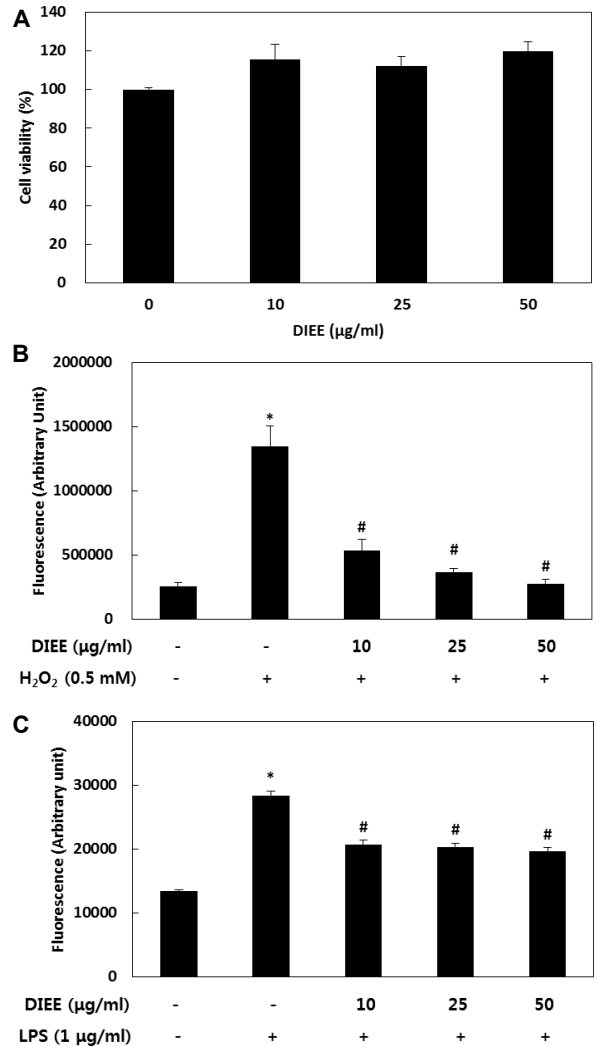 A
Cell viability (%)
140
120
100
80
60
40
20
0
0 10 25 50
DIEE (μg/ml)
B
Fluorescence (Arbitrary Unit)
2000000
1500000
1000000
500000
0
*
# # #
DIEE (μg/ml) - - 10 25 50
H₂O₂ (0.5 mM) - + + + +
C
Fluorescence (Arbitrary unit)
40000
30000
20000
10000
0
*
# # #
DIEE (μg/ml) - - 10 25 50
LPS (1 μg/ml) - + + + +